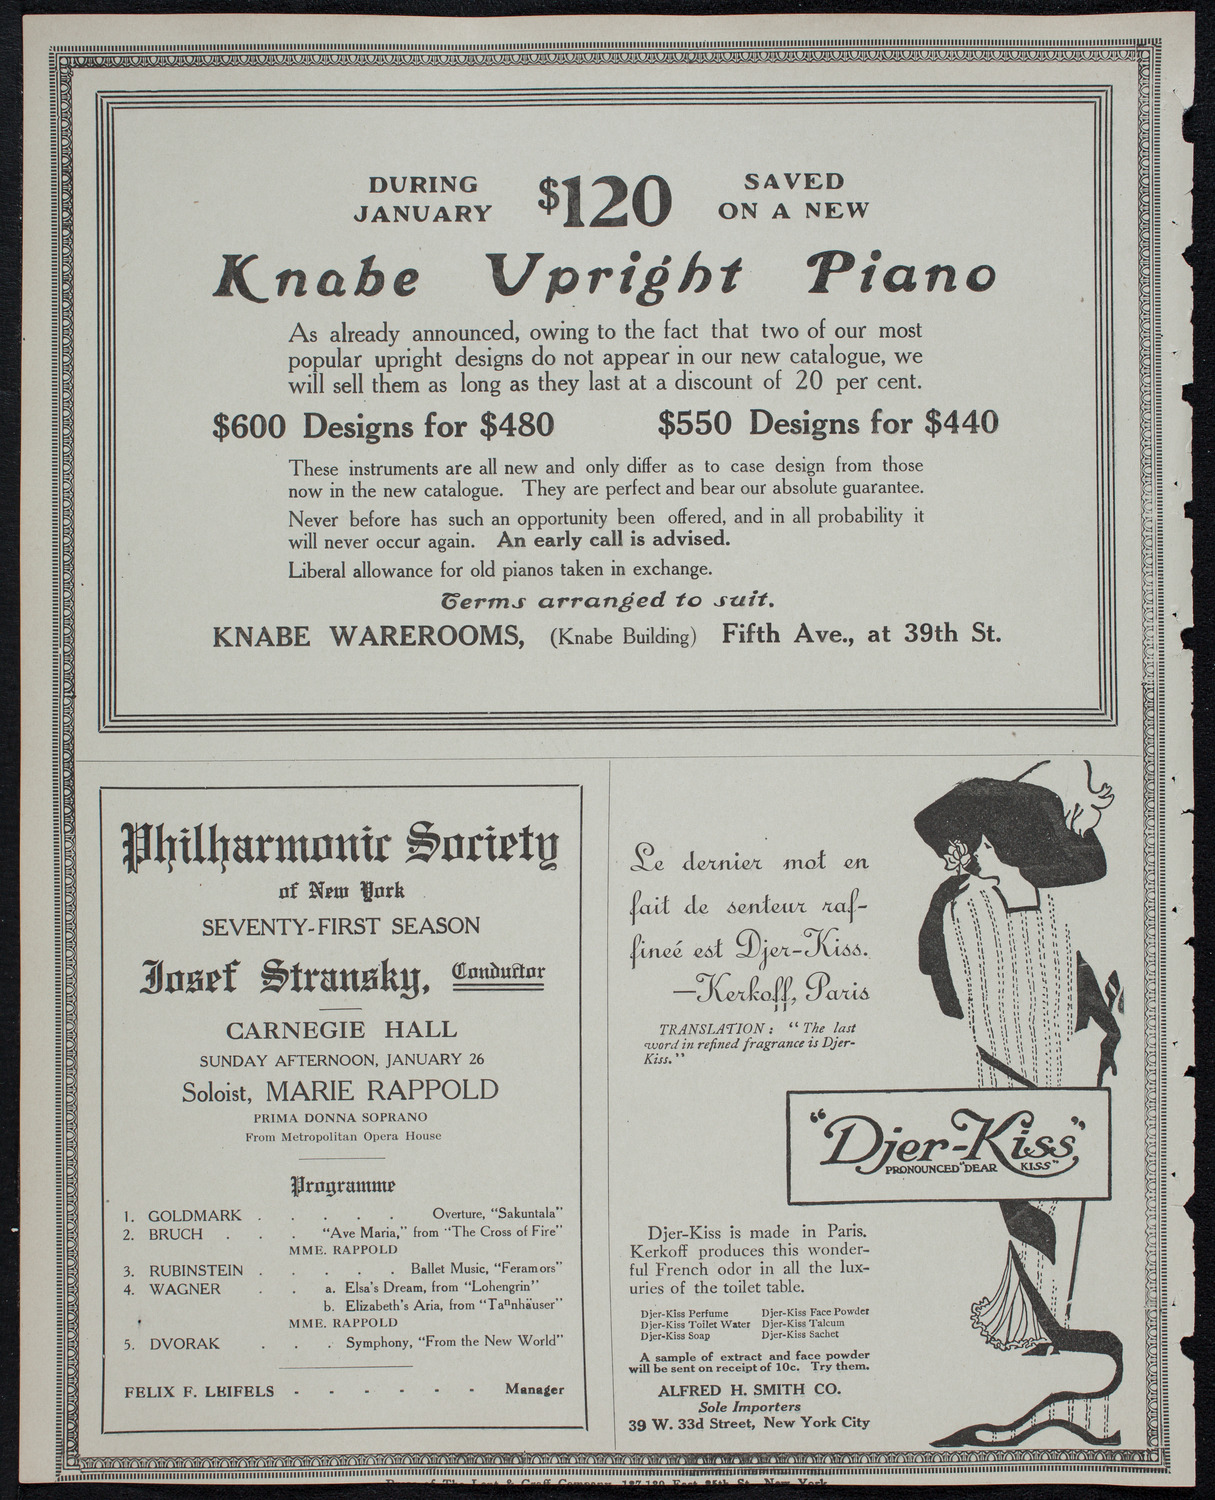 DURING JANUARY $120 SAVED ON A NEW
Knabe Upright Piano
As already announced, owing to the fact that two of our most
popular upright designs do not appear in our new catalogue, we
will sell them as long as they last at a discount of 20 per cent.
$600 Designs for $480 $550 Designs for $440
These instruments are all new and only differ as to case design from those
now in the new catalogue. They are perfect and bear our absolute guarantee.
Never before has such an opportunity been offered, and in all probability it
will never occur again. An early call is advised.
Liberal allowance for old pianos taken in exchange.
Terms arranged to suit.
KNABE WAREROOMS, (Knabe Building) Fifth Ave., at 39th St.
Philharmonic Society
of New York
SEVENTY-FIRST SEASON
Josef Stransky, Conductor
CARNEGIE HALL
SUNDAY AFTERNOON, JANUARY 26
Soloist, MARIE RAPPOLD
PRIMA DONNA SOPRANO
From Metropolitan Opera House
Programme
1. GOLDMARK . . . . . Overture, "Sakuntala"
2. BRUCH . . . "Ave Maria," from "The Cross of Fire"
MME. RAPPOLD
3. RUBINSTEIN . . . . . Ballet Music, "Feramors"
4. WAGNER . . a. Elsa's Dream, from "Lohengrin"
b. Elizabeth's Aria, from "Tannhäuser"
MME. RAPPOLD
5. DVORAK . . . Symphony, "From the New World"
FELIX F. LEIFELS - - - - - - Manager
Le dernier mot en
fait de senteur raf-
fineé est Djer-Kiss.
—Kerkoff, Paris
TRANSLATION: "The last
word in refined fragrance is Djer-
Kiss."
"Djer-Kiss"
PRONOUNCED "DEAR KISS"
Djer-Kiss is made in Paris.
Kerkoff produces this wonder-
ful French odor in all the lux-
uries of the toilet table.
Djer-Kiss Perfume Djer-Kiss Face Powder
Djer-Kiss Toilet Water Djer-Kiss Talcum
Djer-Kiss Soap Djer-Kiss Sachet
A sample of extract and face powder
will be sent on receipt of 10c. Try them.
ALFRED H. SMITH CO.
Sole Importers
39 W. 33d Street, New York City